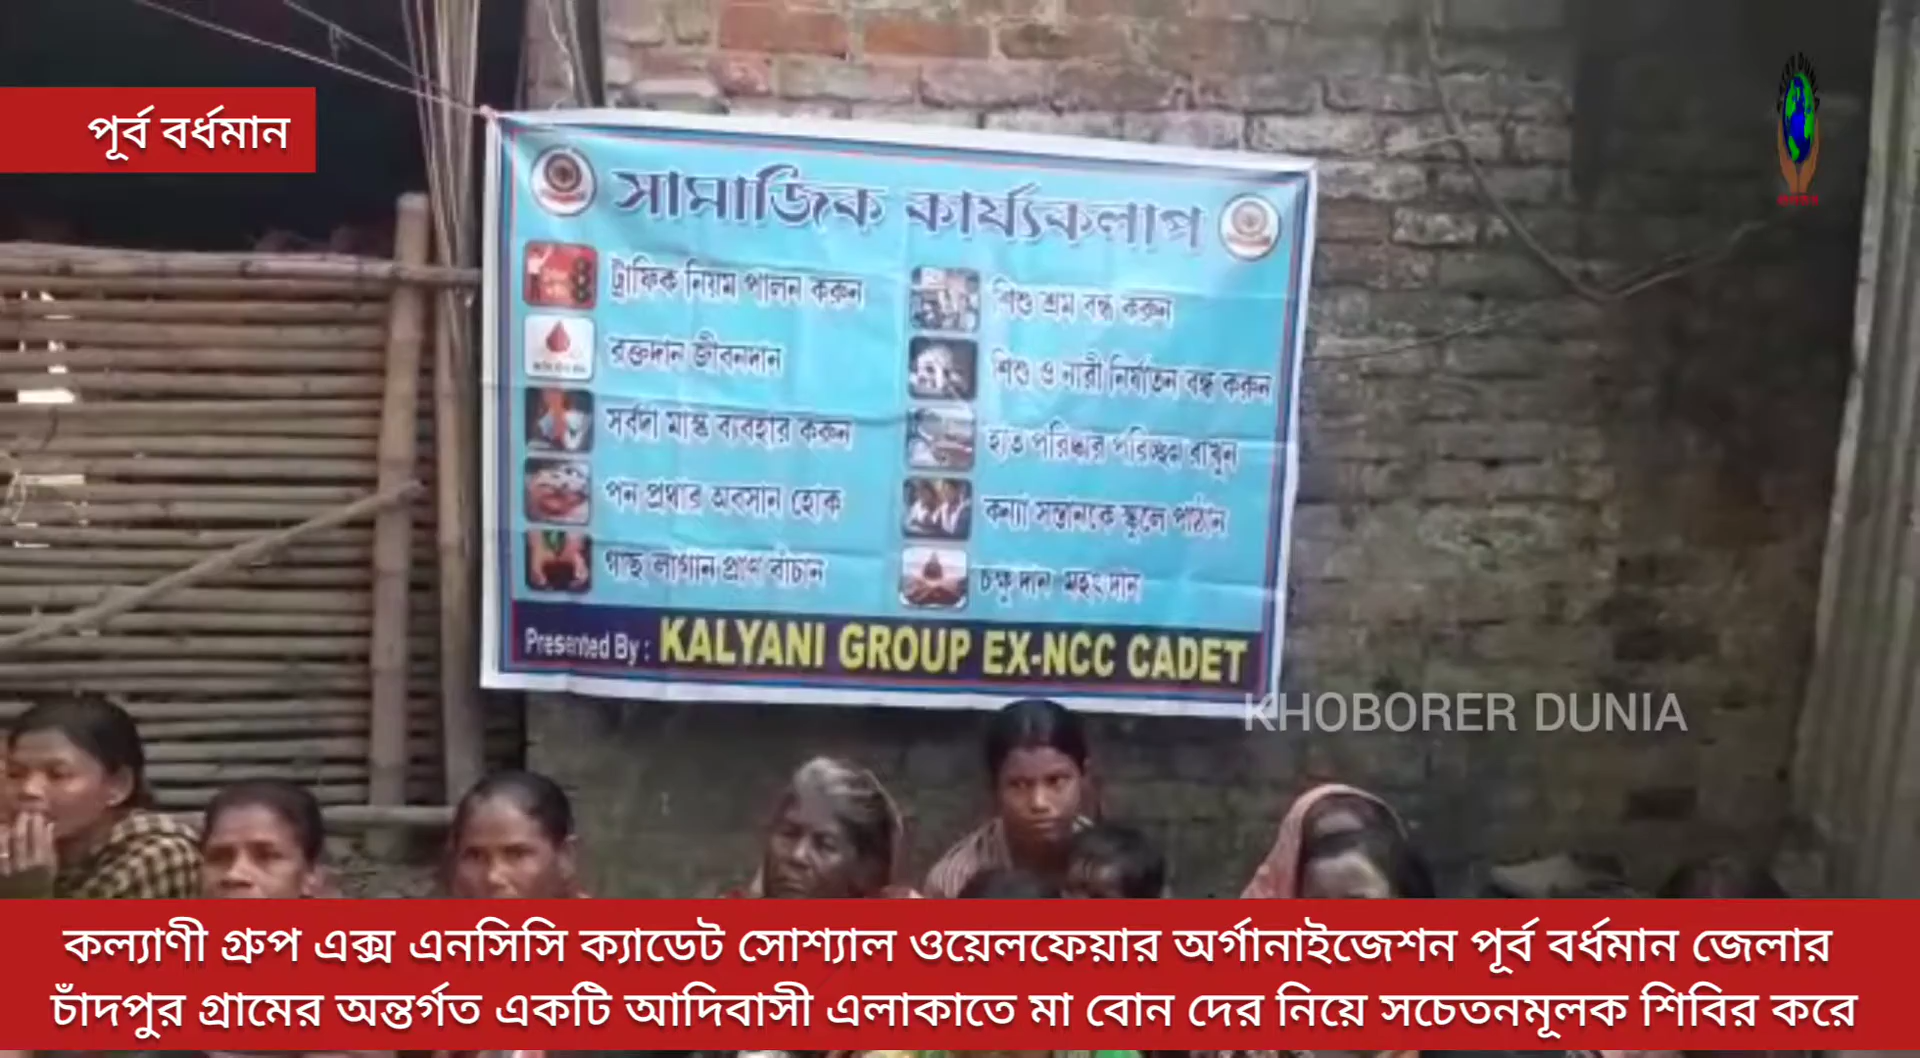 পূর্ব বর্ধমান
সামাজিক কার্য্যকলাপ
ট্রাফিক নিয়ম পালন করুন
রক্তদান জীবনদান
সর্বদা মাস্ক ব্যবহার করুন
পন প্রথার অবসান হোক
গাছ লাগান প্রাণ বাঁচান
শিশু শ্রম বন্ধ করুন
শিশু ও নারী নির্যাতন বন্ধ করুন
হাত পরিষ্কার পরিচ্ছন্ন রাখুন
কন্যা সন্তানকে স্কুলে পাঠান
চক্ষু দান মহৎ দান
Presented By : KALYANI GROUP EX-NCC CADET
KHOBORER DUNIA
কল্যাণী গ্রুপ এক্স এনসিসি ক্যাডেট সোশ্যাল ওয়েলফেয়ার অর্গানাইজেশন পূর্ব বর্ধমান জেলার
চাঁদপুর গ্রামের অন্তর্গত একটি আদিবাসী এলাকাতে মা বোন দের নিয়ে সচেতনমূলক শিবির করে